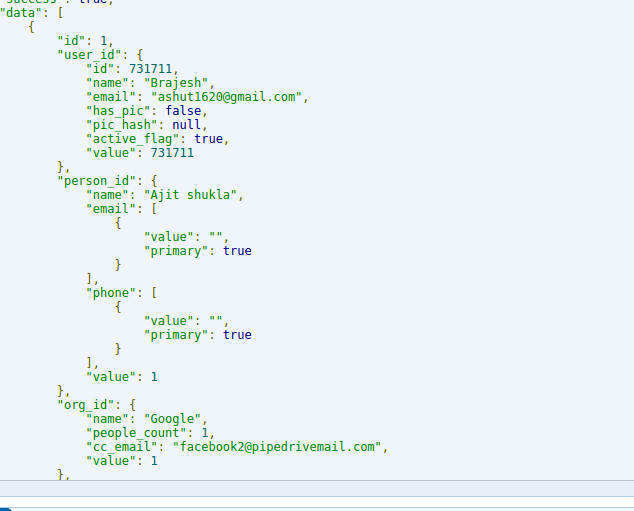 "success": true,
"data": [
{
"id": 1,
"user_id": {
"id": 731711,
"name": "Brajesh",
"email": "ashut1620@gmail.com",
"has_pic": false,
"pic_hash": null,
"active_flag": true,
"value": 731711
},
"person_id": {
"name": "Ajit shukla",
"email": [
{
"value": "",
"primary": true
}
],
"phone": [
{
"value": "",
"primary": true
}
],
"value": 1
},
"org_id": {
"name": "Google",
"people_count": 1,
"cc_email": "facebook2@pipedrivemail.com",
"value": 1
},